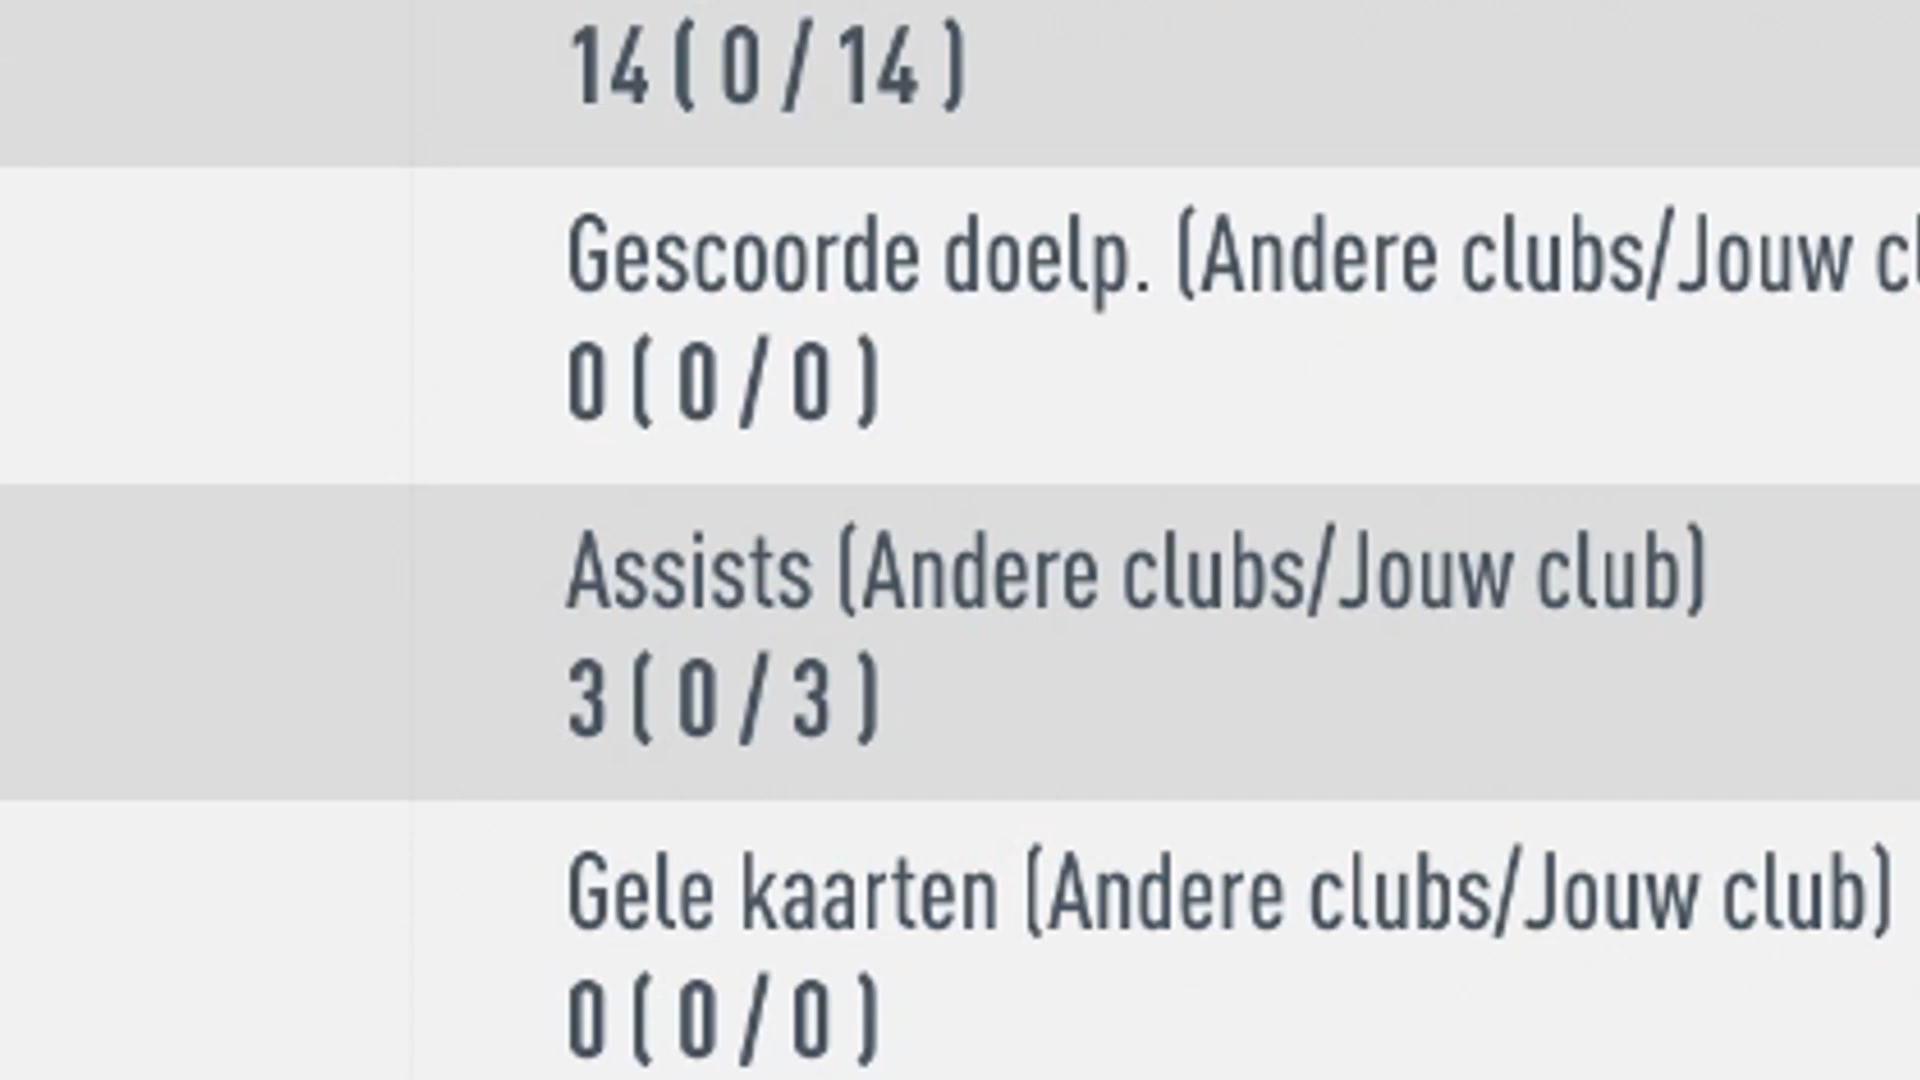 14 ( 0 / 14 )
Gescoorde doelp. (Andere clubs/Jouw
0 ( 0 / 0 )
Assists (Andere clubs/Jouw club)
3 ( 0 / 3 )
Gele kaarten (Andere clubs/Jouw club)
0 ( 0 / 0 )